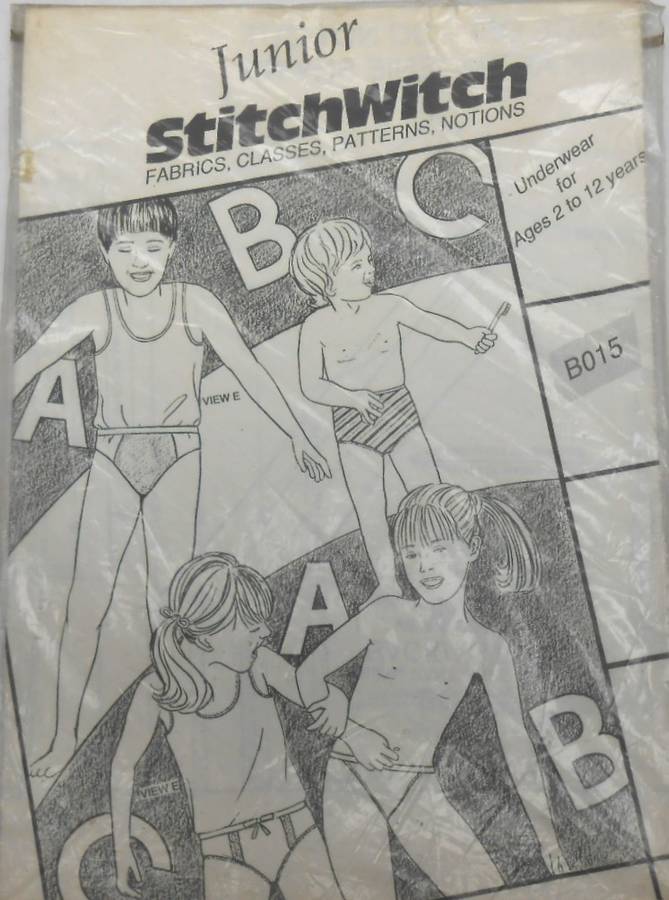 Junior
StitchWitch
FABRICS, CLASSES, PATTERNS, NOTIONS
Underwear
for
Ages 2 to 12 years
B C
B015
A
VIEW E
A
B
VIEW E
C